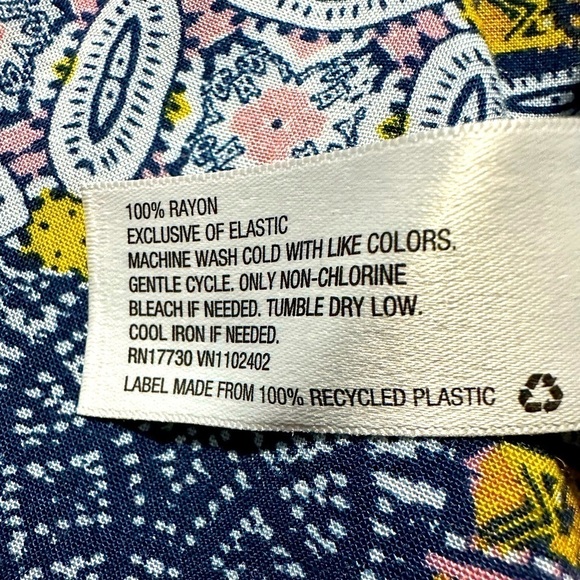 100% RAYON
EXCLUSIVE OF ELASTIC
MACHINE WASH COLD WITH LIKE COLORS.
GENTLE CYCLE. ONLY NON-CHLORINE
BLEACH IF NEEDED. TUMBLE DRY LOW.
COOL IRON IF NEEDED.
RN17730 VN1102402
LABEL MADE FROM 100% RECYCLED PLASTIC